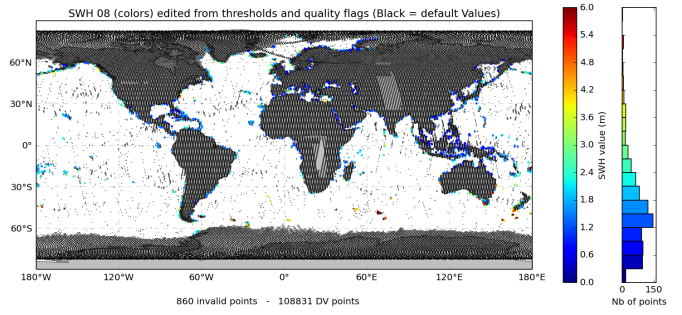 SWH 08 (colors) edited from thresholds and quality flags (Black = default Values)
60°N
30°N
0°
30°S
60°S
180°W 120°W 60°W 0° 60°E 120°E 180°E
860 invalid points - 108831 DV points
6.0
5.4
4.8
4.2
3.6
3.0
2.4
1.8
1.2
0.6
0.0
SWH value (m)
0 150
Nb of points